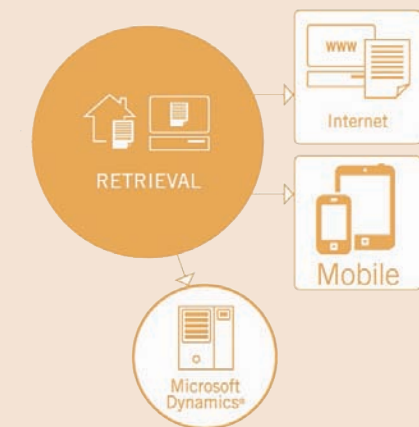 WWW
Internet
RETRIEVAL
Mobile
Microsoft
Dynamics®